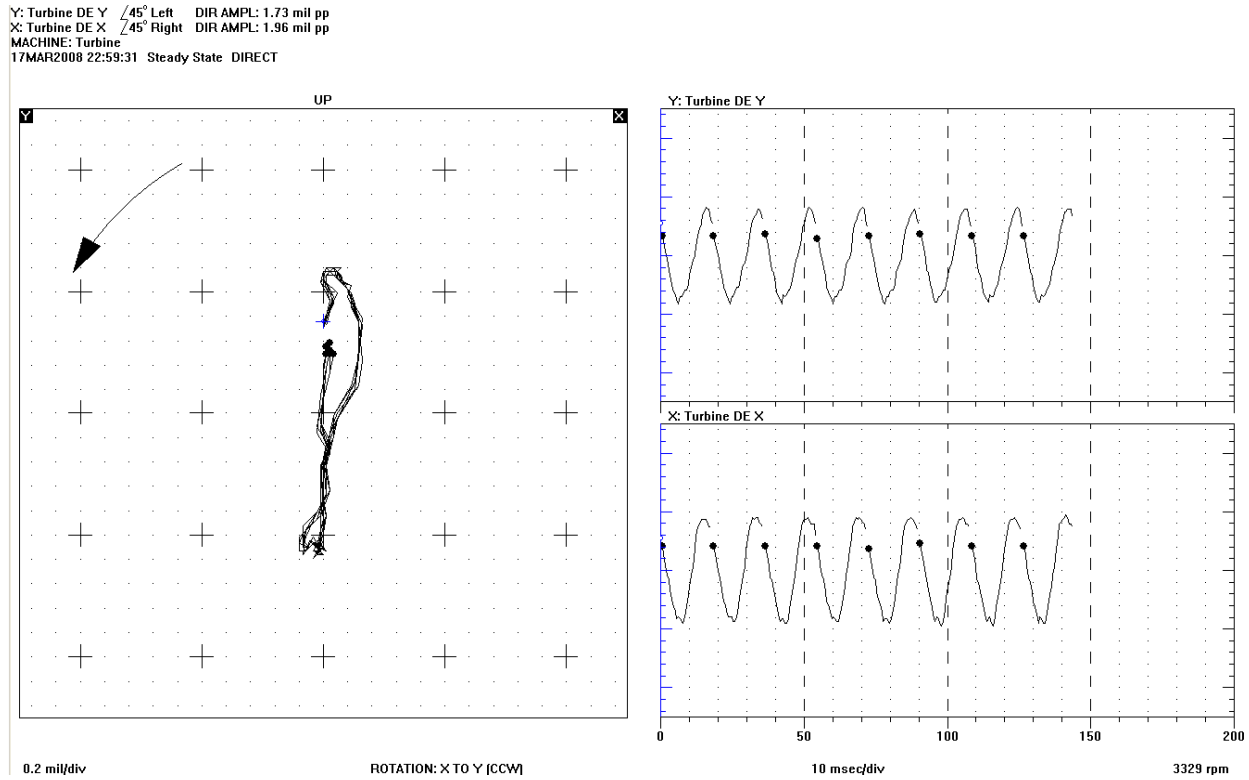 Y: Turbine DE Y ∠45° Left DIR AMPL: 1.73 mil pp
X: Turbine DE X ∠45° Right DIR AMPL: 1.96 mil pp
MACHINE: Turbine
17MAR2008 22:59:31 Steady State DIRECT
UP
Y
X
Y: Turbine DE Y
X: Turbine DE X
0 50 100 150 200
0.2 mil/div
ROTATION: X TO Y (CCW)
10 msec/div
3329 rpm